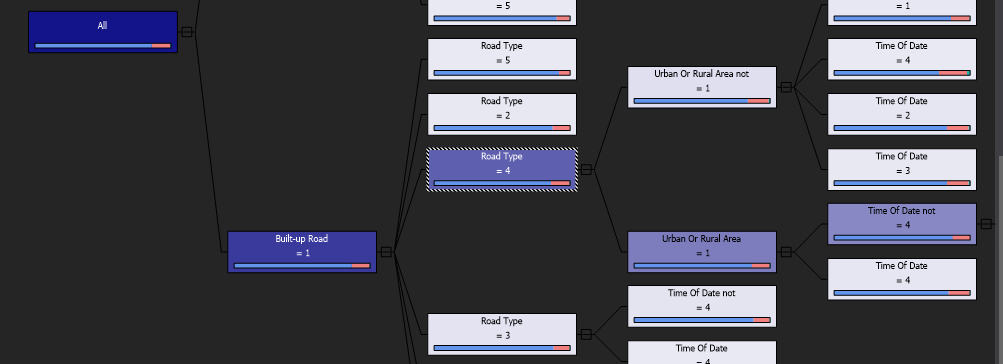 All
Built-up Road
= 1
= 5
Road Type
= 5
Road Type
= 2
Road Type
= 4
Road Type
= 3
Urban Or Rural Area not
= 1
Urban Or Rural Area
= 1
Time Of Date not
= 4
Time Of Date
= 4
= 1
Time Of Date
= 4
Time Of Date
= 2
Time Of Date
= 3
Time Of Date not
= 4
Time Of Date
= 4